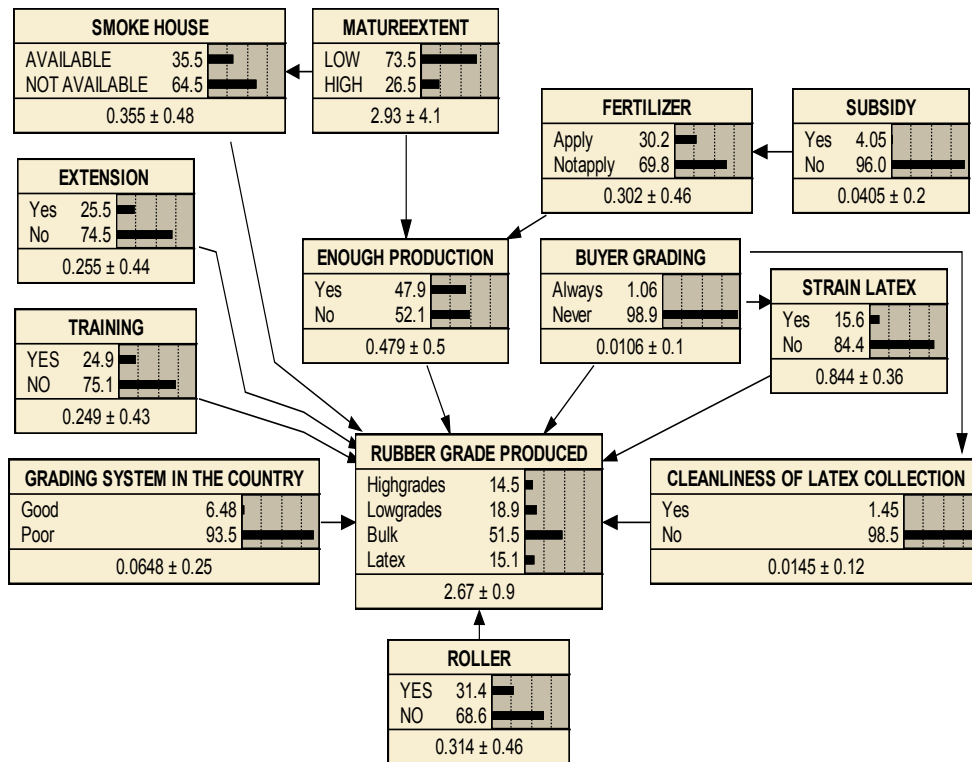 SMOKE HOUSE
AVAILABLE 35.5
NOT AVAILABLE 64.5
0.355 ± 0.48
MATUREEXTENT
LOW 73.5
HIGH 26.5
2.93 ± 4.1
FERTILIZER
Apply 30.2
Notapply 69.8
0.302 ± 0.46
SUBSIDY
Yes 4.05
No 96.0
0.0405 ± 0.2
EXTENSION
Yes 25.5
No 74.5
0.255 ± 0.44
ENOUGH PRODUCTION
Yes 47.9
No 52.1
0.479 ± 0.5
BUYER GRADING
Always 1.06
Never 98.9
0.0106 ± 0.1
STRAIN LATEX
Yes 15.6
No 84.4
0.844 ± 0.36
TRAINING
YES 24.9
NO 75.1
0.249 ± 0.43
GRADING SYSTEM IN THE COUNTRY
Good 6.48
Poor 93.5
0.0648 ± 0.25
RUBBER GRADE PRODUCED
Highgrades 14.5
Lowgrades 18.9
Bulk 51.5
Latex 15.1
2.67 ± 0.9
CLEANLINESS OF LATEX COLLECTION
Yes 1.45
No 98.5
0.0145 ± 0.12
ROLLER
YES 31.4
NO 68.6
0.314 ± 0.46